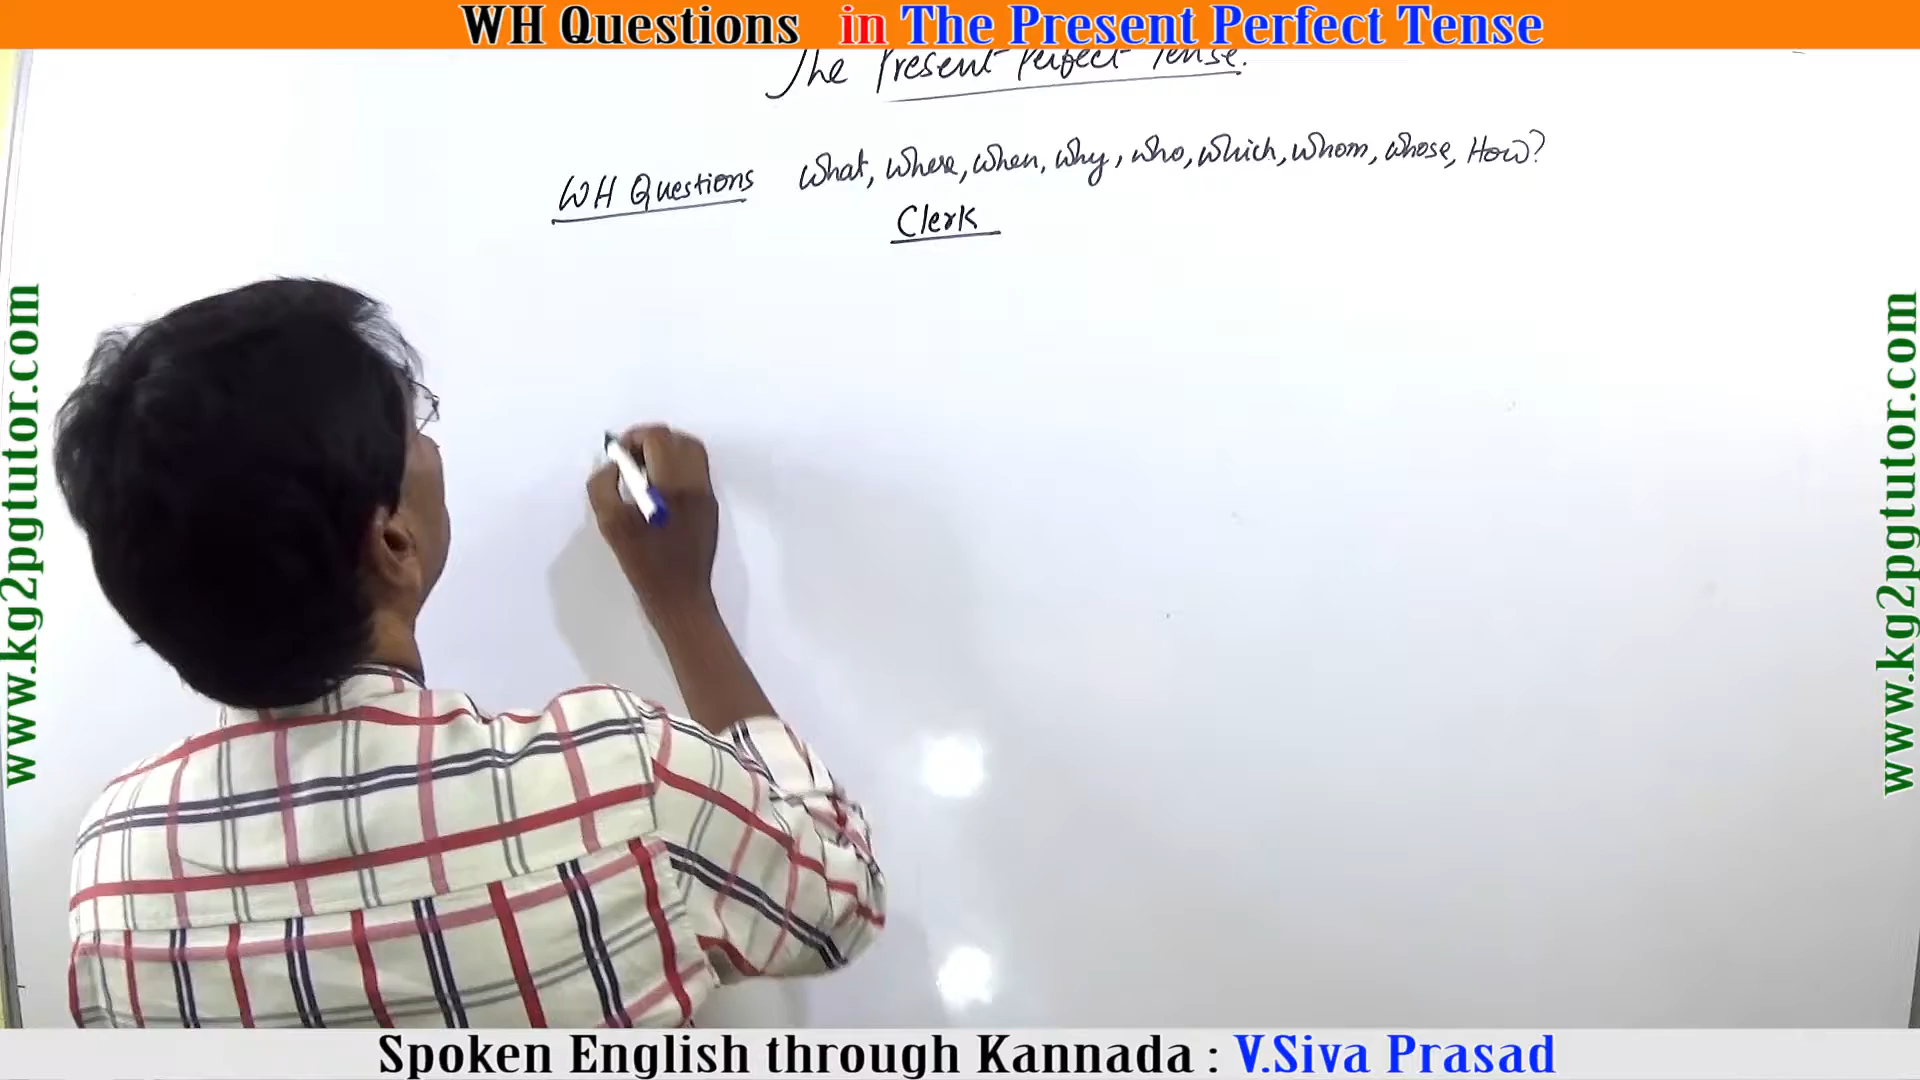 WH Questions in The Present Perfect Tense
The Present Perfect Tense.
WH Questions What, Where, When, Why, Who, Which, Whom, Whose, How?
Clerk
www.kg2pgtutor.com
www.kg2pgtutor.com
Spoken English through Kannada : V.Siva Prasad